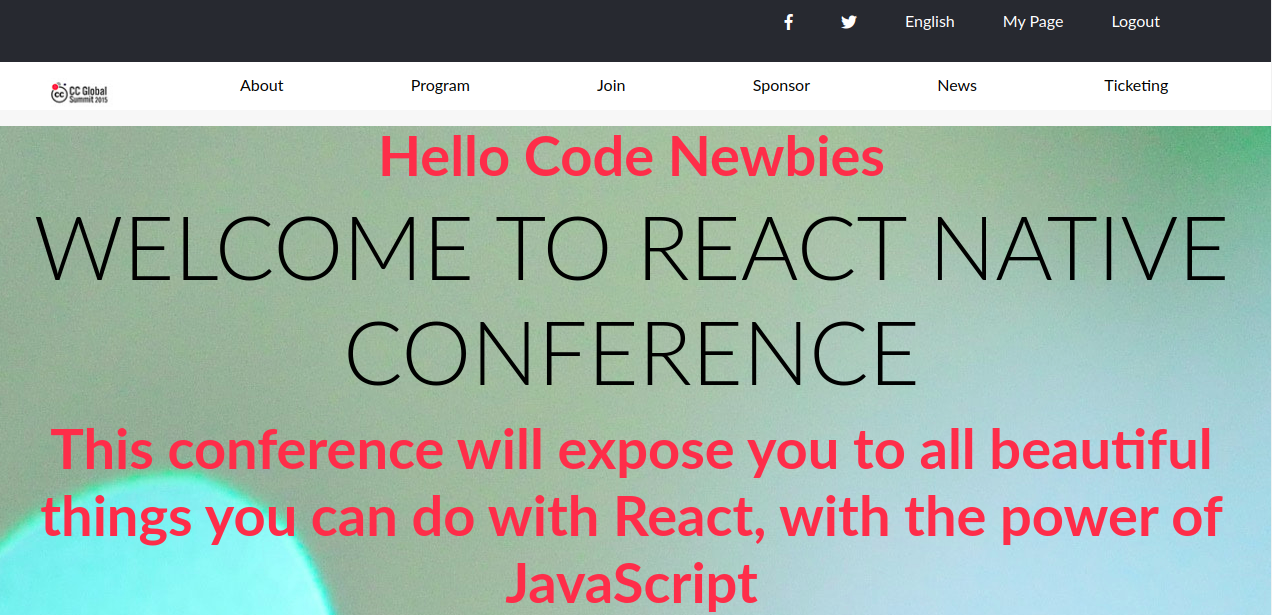 English My Page Logout
CC Global
Summit 2015
cc
About Program Join Sponsor News Ticketing
Hello Code Newbies
WELCOME TO REACT NATIVE
CONFERENCE
This conference will expose you to all beautiful
things you can do with React, with the power of
JavaScript